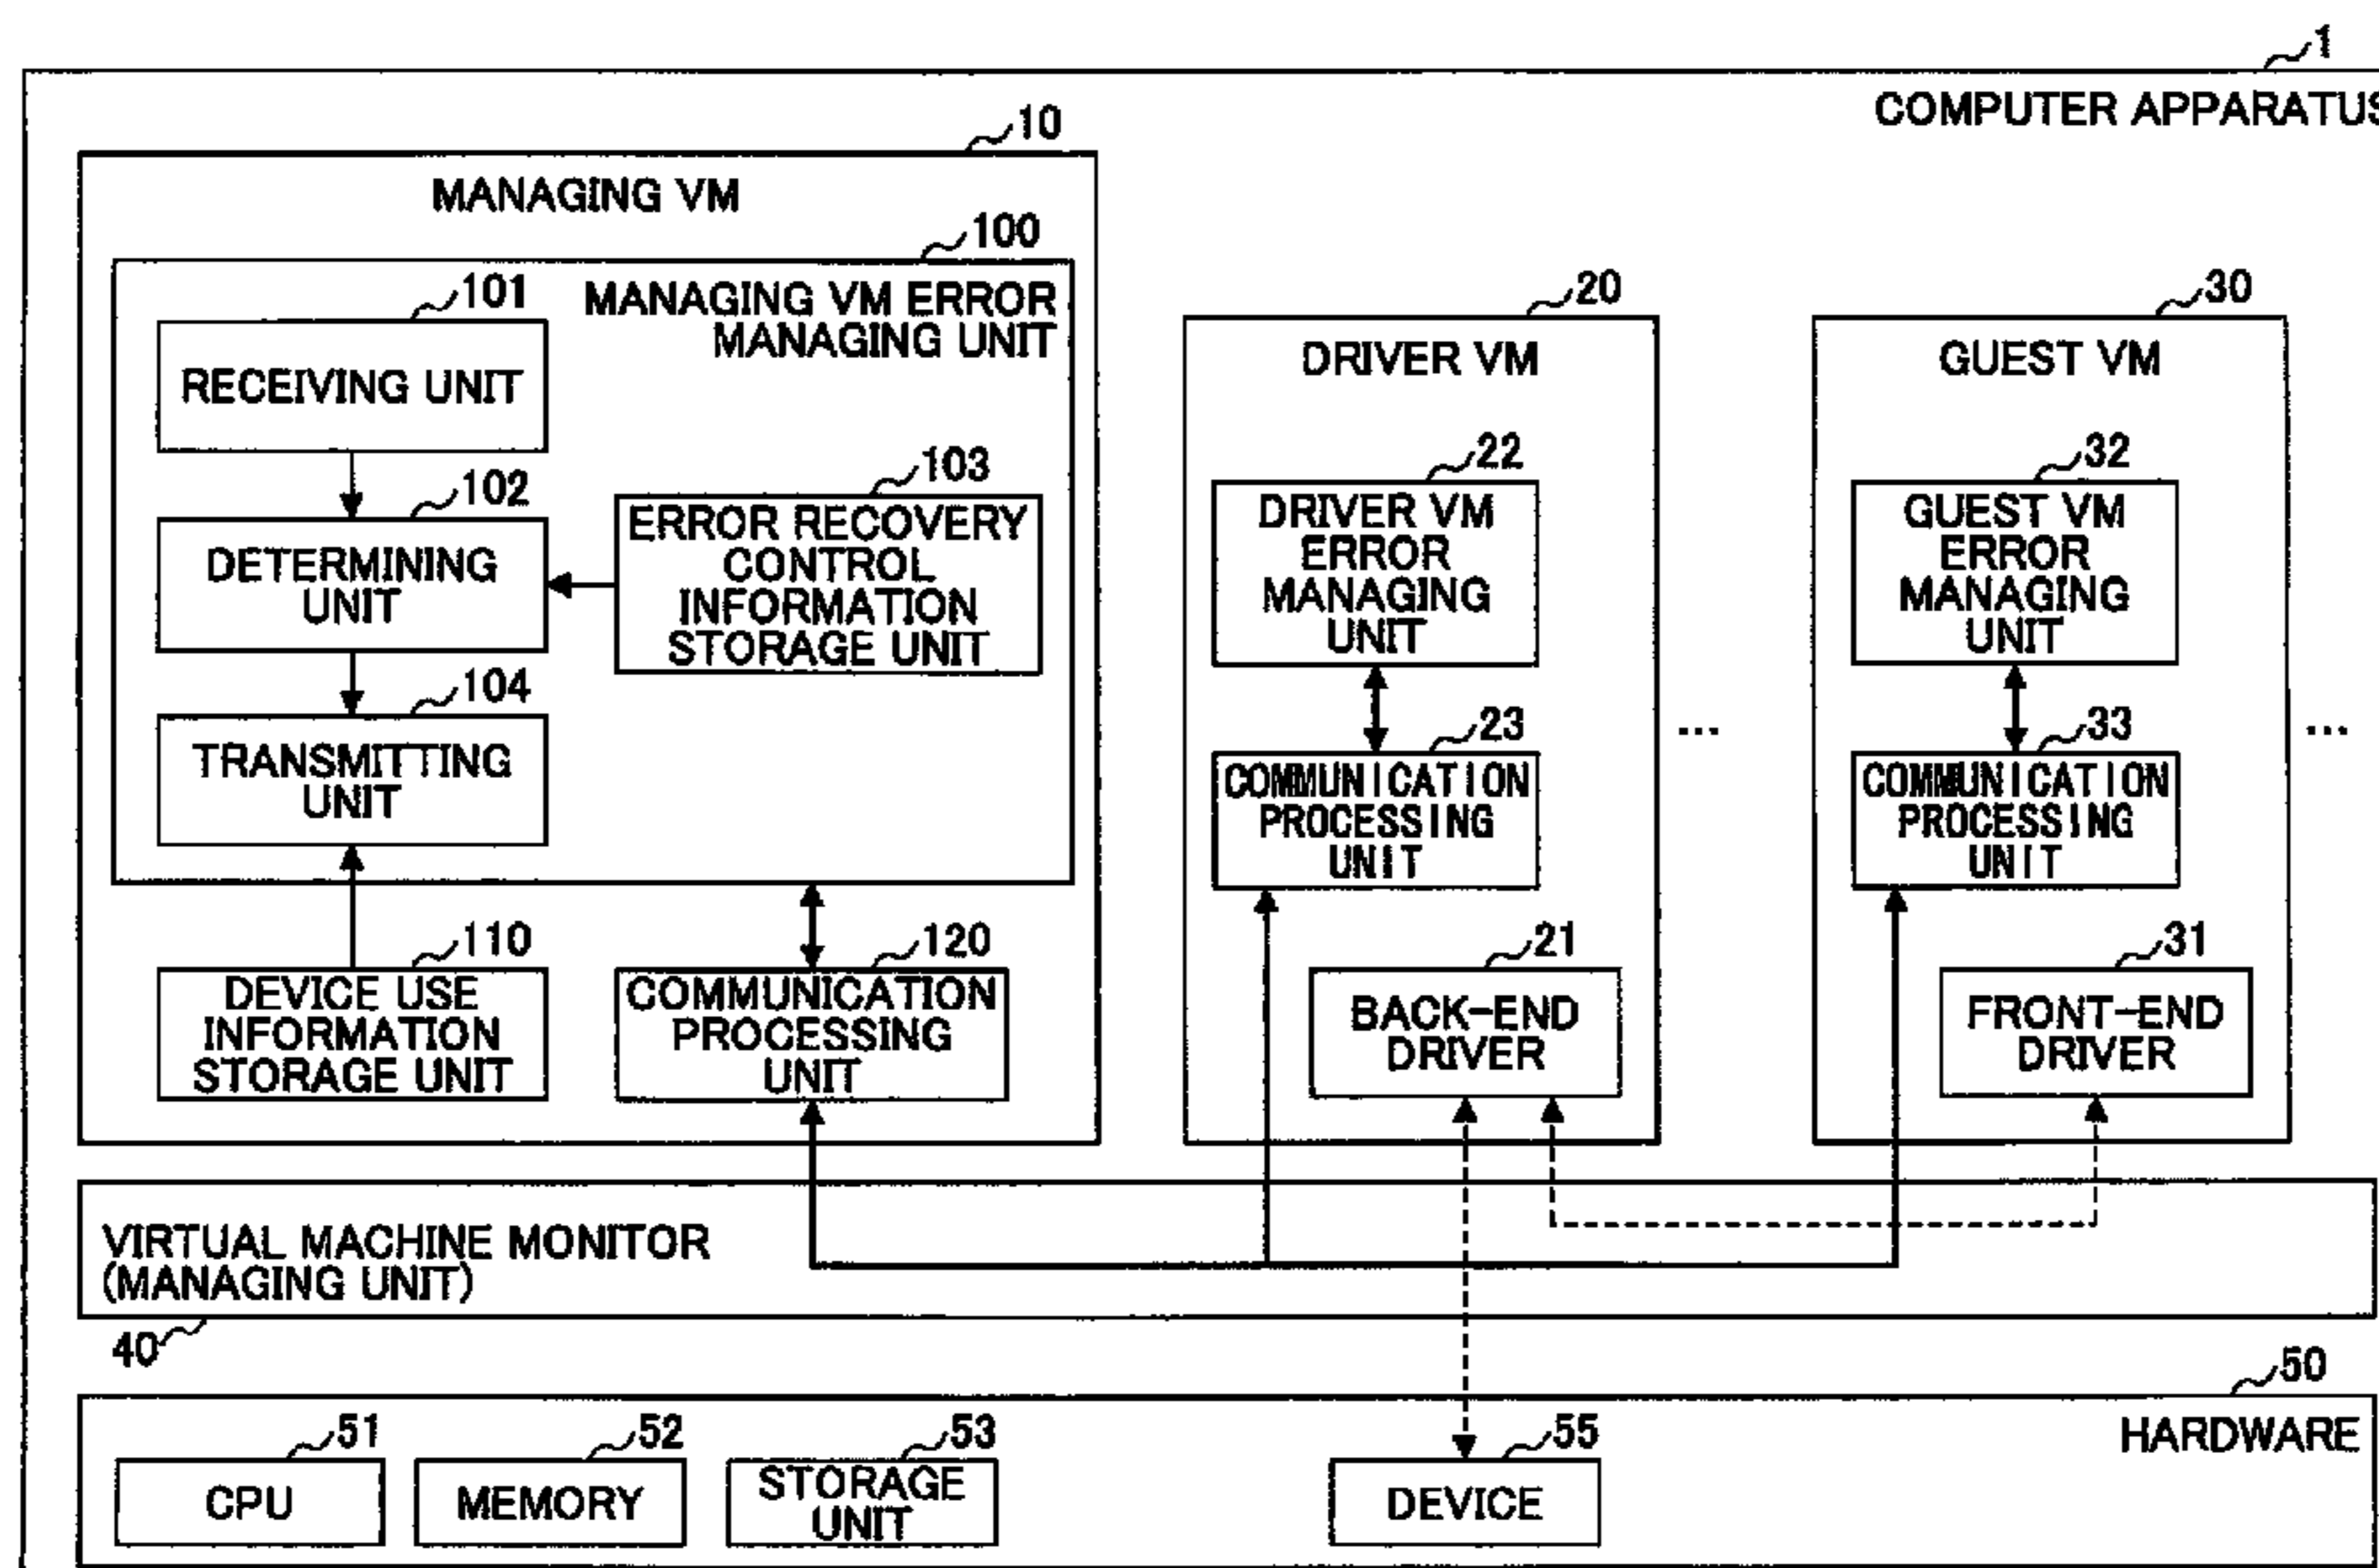 1
COMPUTER APPARATUS
10
MANAGING VM
100
MANAGING VM ERROR
MANAGING UNIT
101
RECEIVING UNIT
102
DETERMINING
UNIT
103
ERROR RECOVERY
CONTROL
INFORMATION
STORAGE UNIT
104
TRANSMITTING
UNIT
110
DEVICE USE
INFORMATION
STORAGE UNIT
120
COMMUNICATION
PROCESSING
UNIT
20
DRIVER VM
22
DRIVER VM
ERROR
MANAGING
UNIT
23
COMMUNICATION
PROCESSING
UNIT
21
BACK-END
DRIVER
...
30
GUEST VM
32
GUEST VM
ERROR
MANAGING
UNIT
33
COMMUNICATION
PROCESSING
UNIT
31
FRONT-END
DRIVER
...
VIRTUAL MACHINE MONITOR
(MANAGING UNIT)
40
50
HARDWARE
51
CPU
52
MEMORY
53
STORAGE
UNIT
55
DEVICE